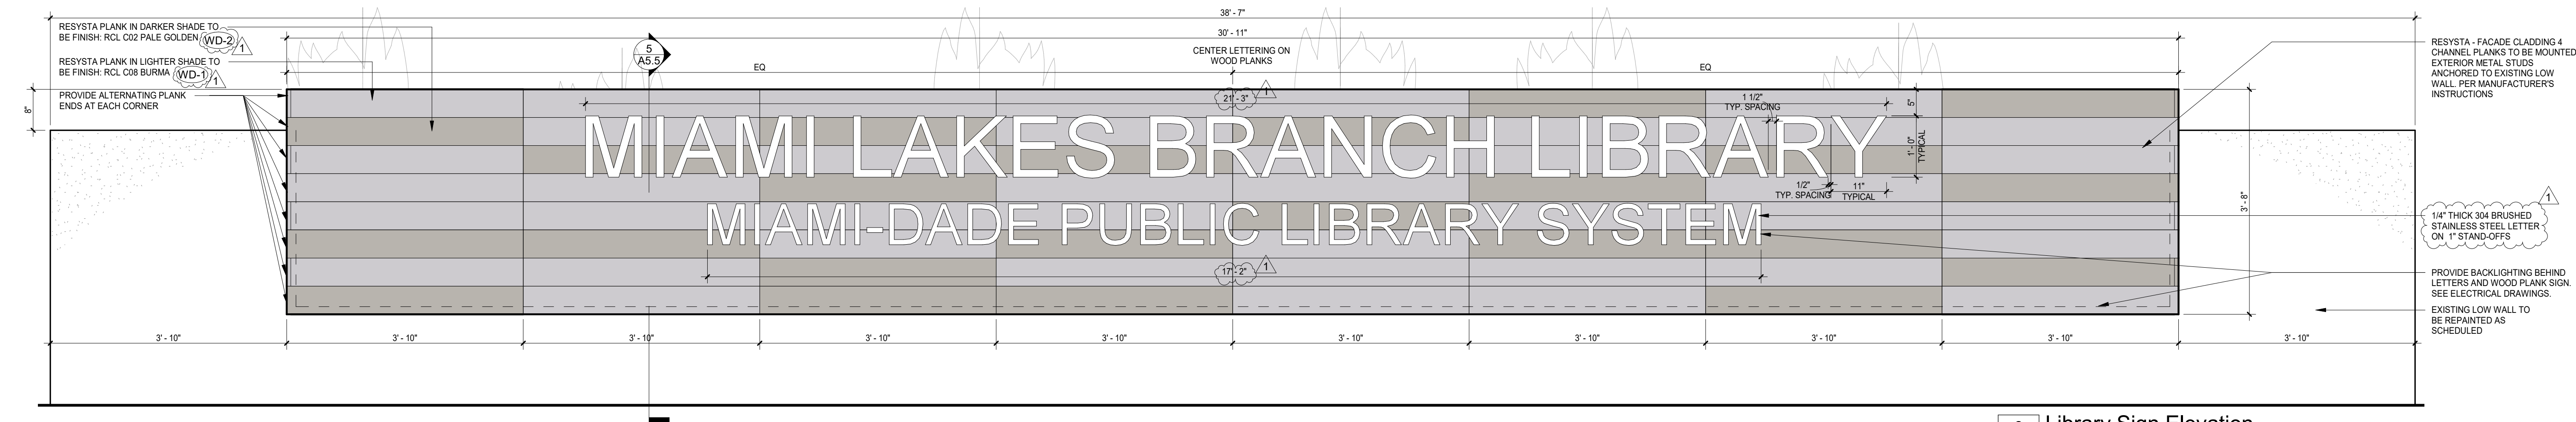 38' - 7"
30' - 11"
RESYSTA PLANK IN DARKER SHADE TO
BE FINISH: RCL C02 PALE GOLDEN
WD-2
1
RESYSTA PLANK IN LIGHTER SHADE TO
BE FINISH: RCL C08 BURMA
WD-1
1
PROVIDE ALTERNATING PLANK
ENDS AT EACH CORNER
8"
5
A5.5
CENTER LETTERING ON
WOOD PLANKS
EQ
EQ
21' - 3"
1
1 1/2"
TYP. SPACING
5"
1' - 0"
TYPICAL
MIAMI LAKES BRANCH LIBRARY
1/2"
TYP. SPACING
11"
TYPICAL
MIAMI-DADE PUBLIC LIBRARY SYSTEM
17' - 2"
1
3' - 8"
RESYSTA - FACADE CLADDING 4
CHANNEL PLANKS TO BE MOUNTED
EXTERIOR METAL STUDS
ANCHORED TO EXISTING LOW
WALL. PER MANUFACTURER'S
INSTRUCTIONS
1
1/4" THICK 304 BRUSHED
STAINLESS STEEL LETTER
ON 1" STAND-OFFS
PROVIDE BACKLIGHTING BEHIND
LETTERS AND WOOD PLANK SIGN.
SEE ELECTRICAL DRAWINGS.
EXISTING LOW WALL TO
BE REPAINTED AS
SCHEDULED
3' - 10"
3' - 10"
3' - 10"
3' - 10"
3' - 10"
3' - 10"
3' - 10"
3' - 10"
3' - 10"
3' - 10"
Library Sign Elevation